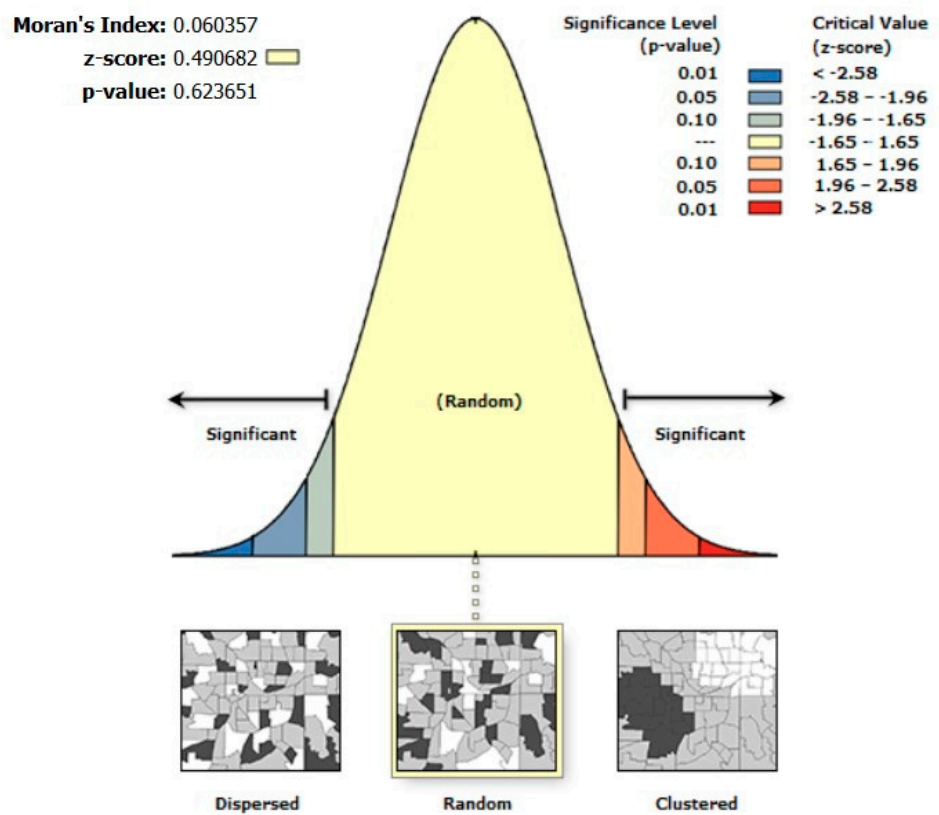 Moran's Index: 0.060357
z-score: 0.490682
p-value: 0.623651
Significance Level
(p-value)
Critical Value
(z-score)
0.01 < -2.58
0.05 -2.58 – -1.96
0.10 -1.96 – -1.65
--- -1.65 – 1.65
0.10 1.65 – 1.96
0.05 1.96 – 2.58
0.01 > 2.58
(Random)
Significant Significant
Dispersed Random Clustered